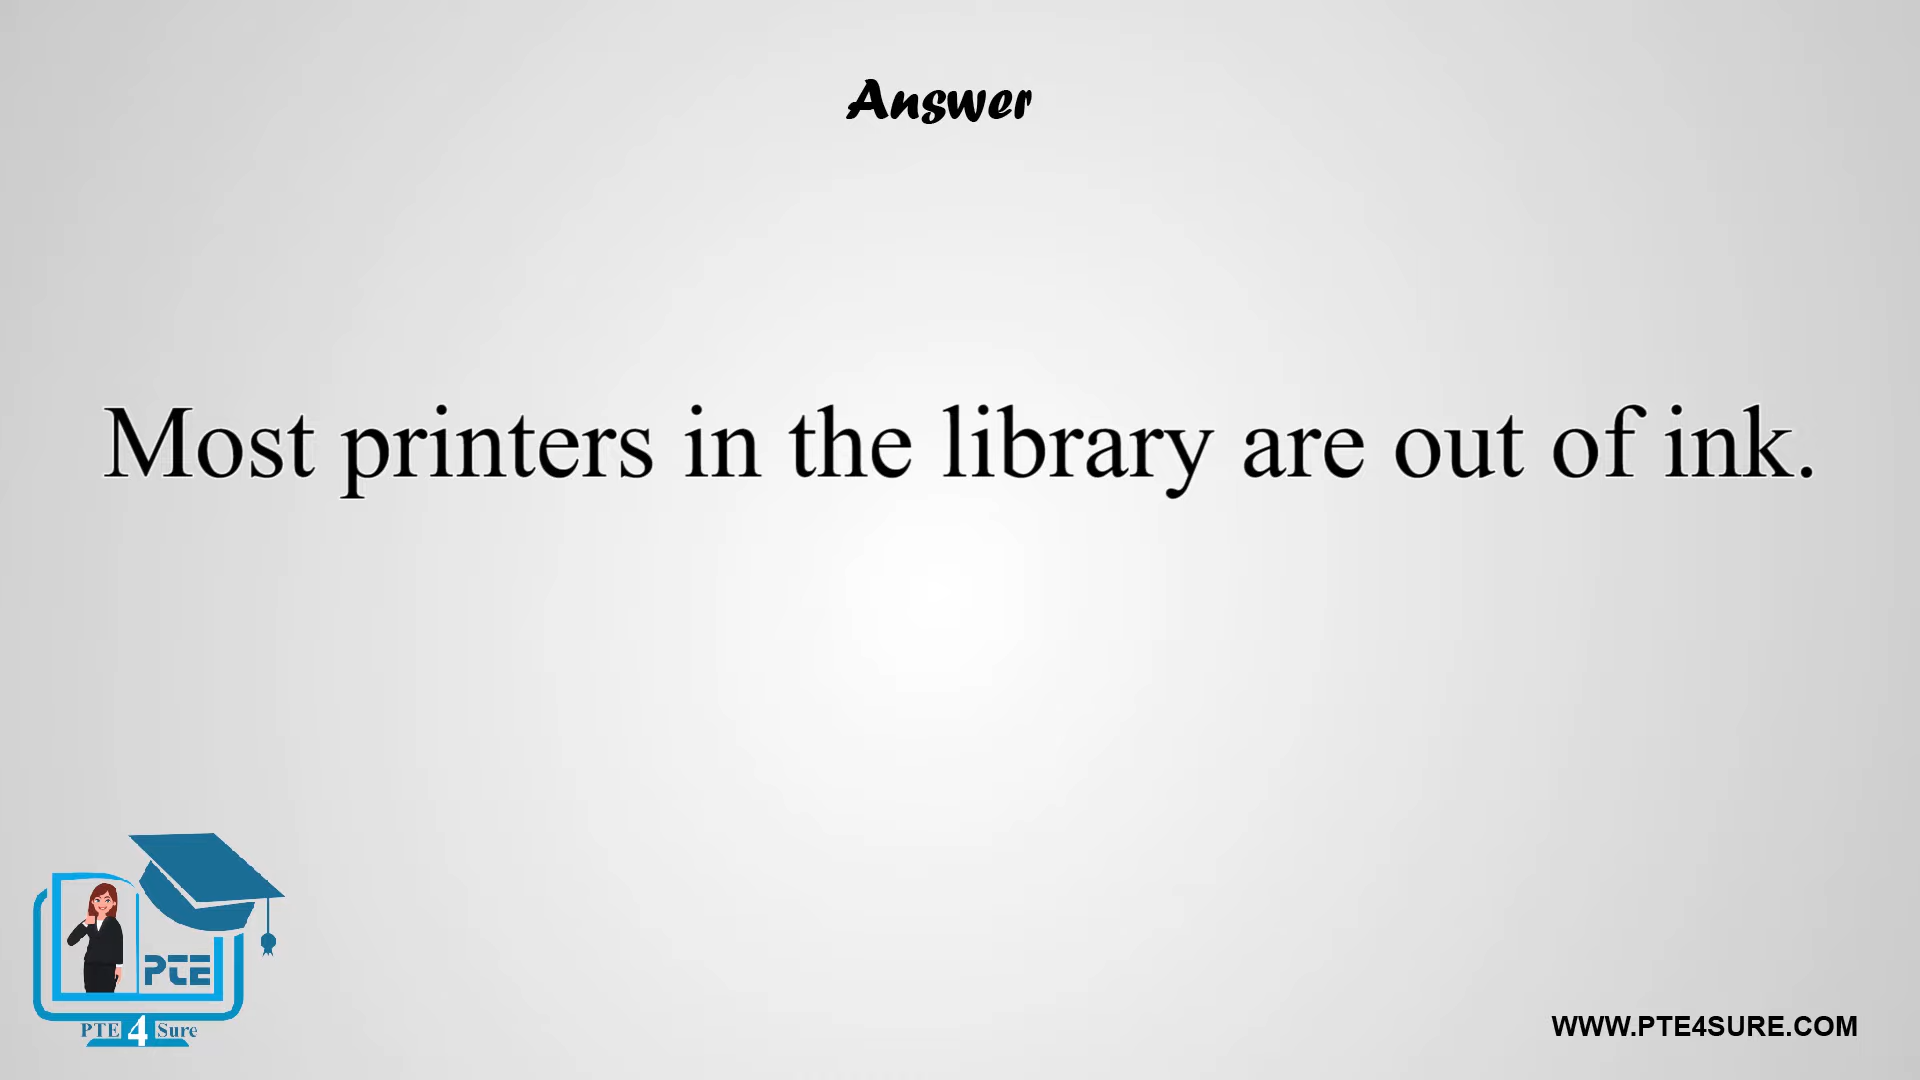 Answer
Most printers in the library are out of ink.
PTE
PTE 4 Sure
WWW.PTE4SURE.COM